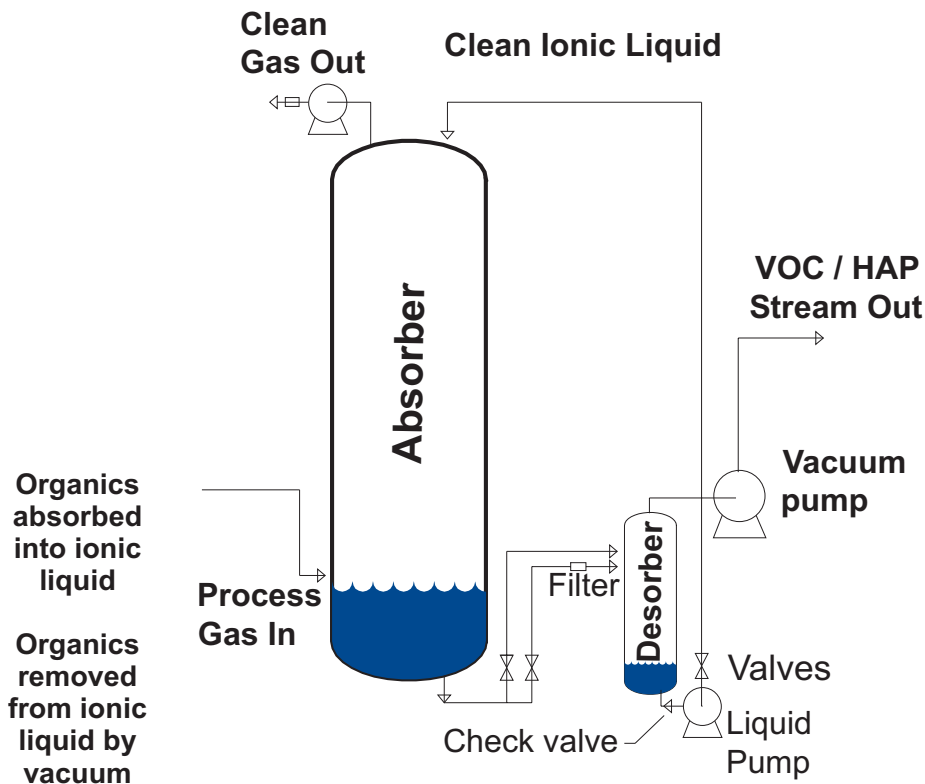 Clean
Gas Out
Clean Ionic Liquid
VOC / HAP
Stream Out
Absorber
Vacuum
pump
Organics
absorbed
into ionic
liquid
Process
Gas In
Filter
Desorber
Organics
removed
from ionic
liquid by
vacuum
Valves
Check valve
Liquid
Pump